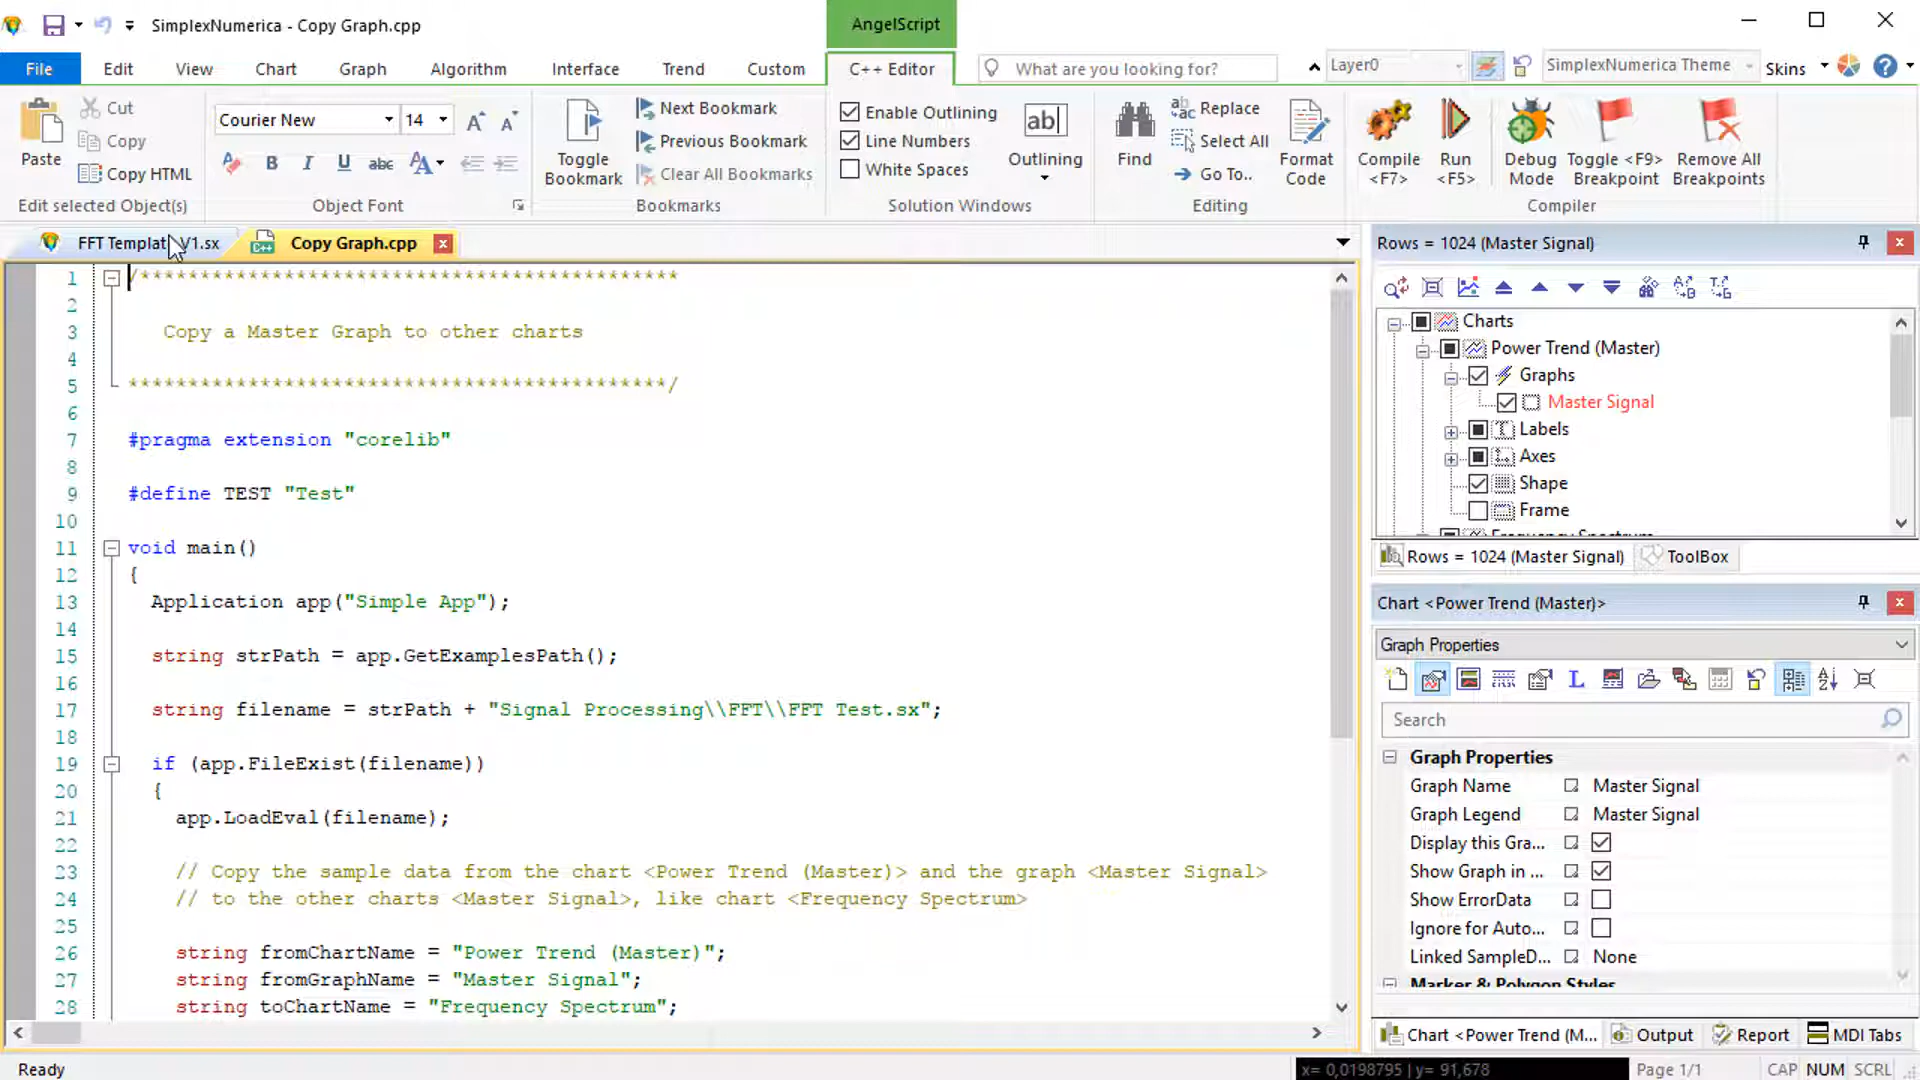 SimplexNumerica - Copy Graph.cpp
AngelScript
File
Edit
View
Chart
Graph
Algorithm
Interface
Trend
Custom
C++ Editor
What are you looking for?
Layer0
SimplexNumerica Theme
Skins
Paste
Cut
Copy
Copy HTML
Edit selected Object(s)
Courier New
14
Object Font
Toggle
Bookmark
Next Bookmark
Previous Bookmark
Clear All Bookmarks
Bookmarks
Enable Outlining
Line Numbers
White Spaces
Outlining
Solution Windows
Find
Replace
Select All
Go To..
Format
Code
Editing
Compile
<F7>
Run
<F5>
Debug
Mode
Toggle <F9>
Breakpoint
Remove All
Breakpoints
Compiler
Copy Graph.cpp
1 /*********************************************
2
3 Copy a Master Graph to other charts
4
5 *********************************************/
6
7 #pragma extension "corelib"
8
9 #define TEST "Test"
10
11 void main()
12 {
13 Application app("Simple App");
14
15 string strPath = app.GetExamplesPath();
16
17 string filename = strPath + "Signal Processing\\FFT\\FFT Test.sx";
18
19 if (app.FileExist(filename))
20 {
21 app.LoadEval(filename);
22
23 // Copy the sample data from the chart <Power Trend (Master)> and the graph <Master Signal>
24 // to the other charts <Master Signal>, like chart <Frequency Spectrum>
25
26 string fromChartName = "Power Trend (Master)";
27 string fromGraphName = "Master Signal";
28 string toChartName = "Frequency Spectrum";
Rows = 1024 (Master Signal)
Charts
Power Trend (Master)
Graphs
Master Signal
Labels
Axes
Shape
Frame
Frequency Spectrum
Rows = 1024 (Master Signal)
ToolBox
Chart <Power Trend (Master)>
Graph Properties
Search
Graph Properties
Graph Name Master Signal
Graph Legend Master Signal
Display this Gra...
Show Graph in ...
Show ErrorData
Ignore for Auto...
Linked SampleD... None
Marker & Polygon Styles
Chart <Power Trend (M...
Output
Report
MDI Tabs
Ready
x= 0,0198795 | y= 91,678
Page 1/1
CAP NUM SCRL